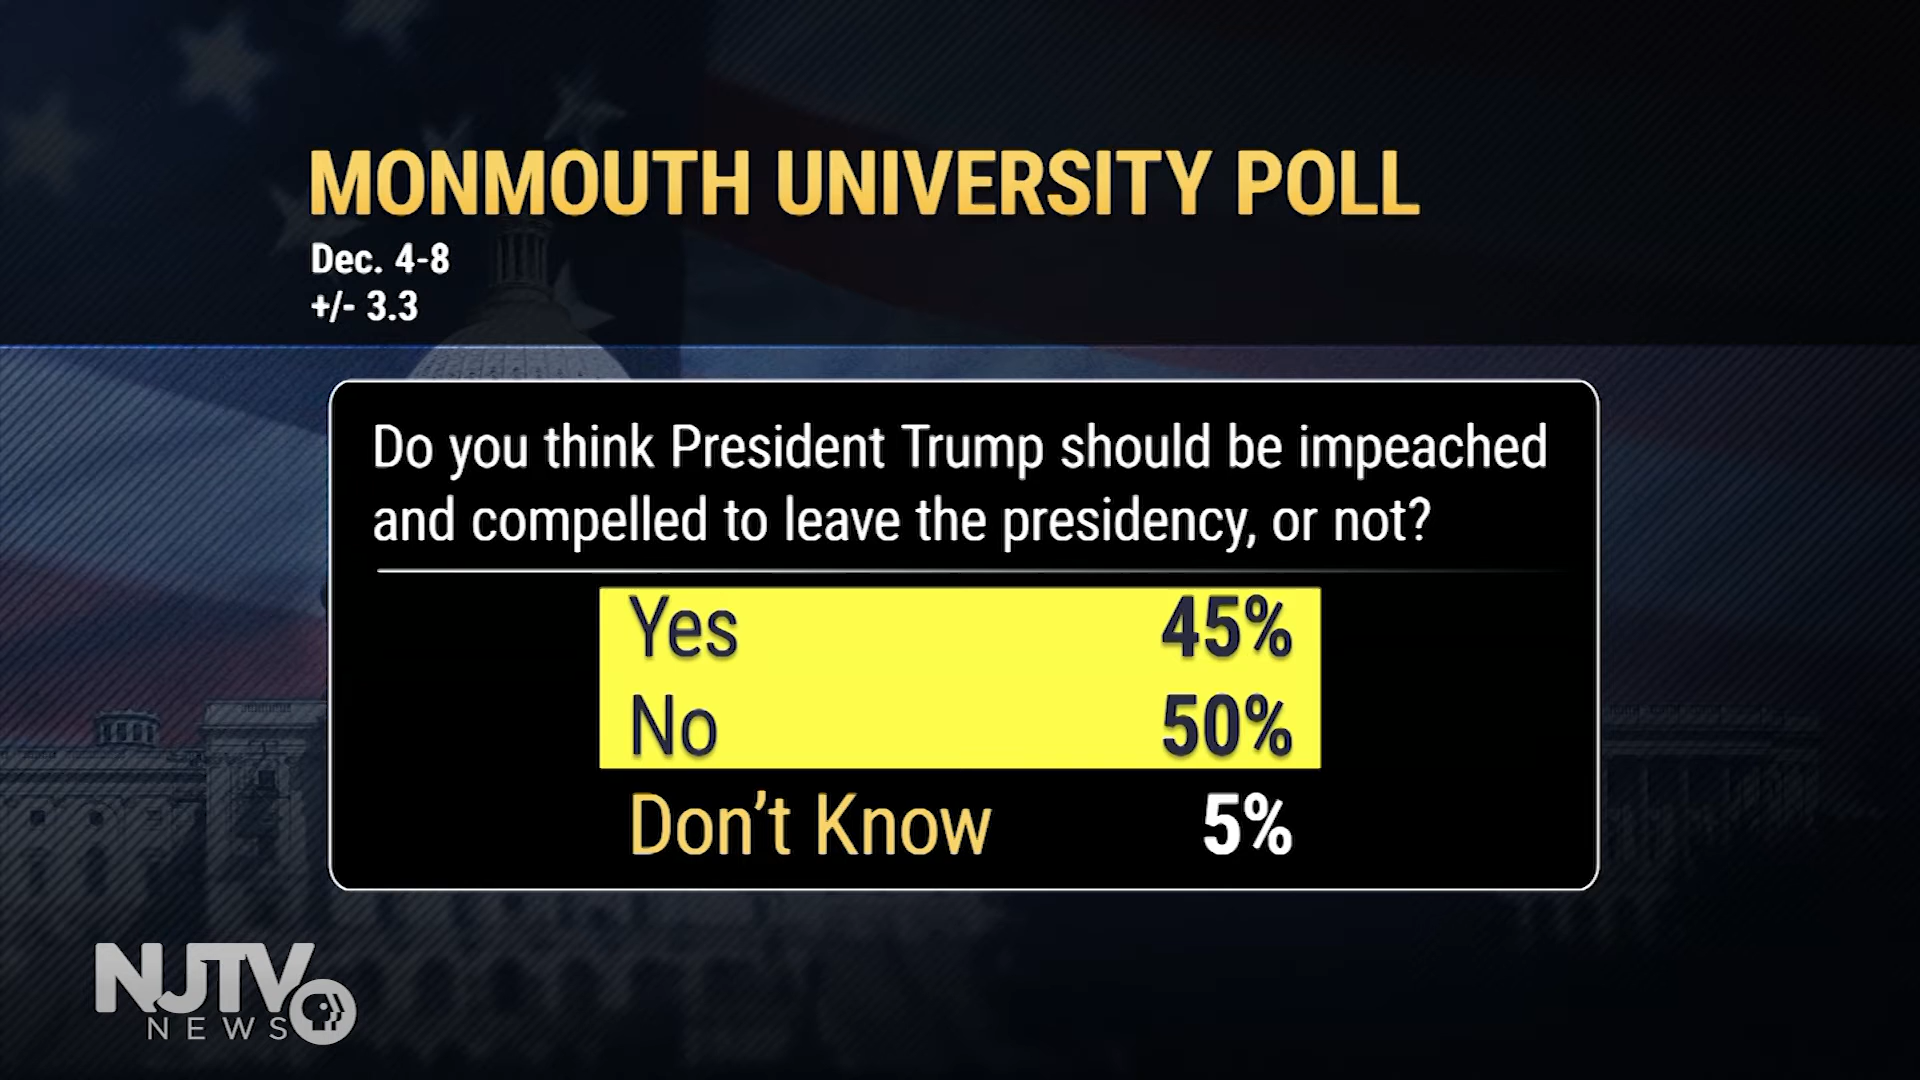 MONMOUTH UNIVERSITY POLL
Dec. 4-8
+/- 3.3
Do you think President Trump should be impeached
and compelled to leave the presidency, or not?
Yes 45%
No 50%
Don't Know 5%
NJTV
NEWS